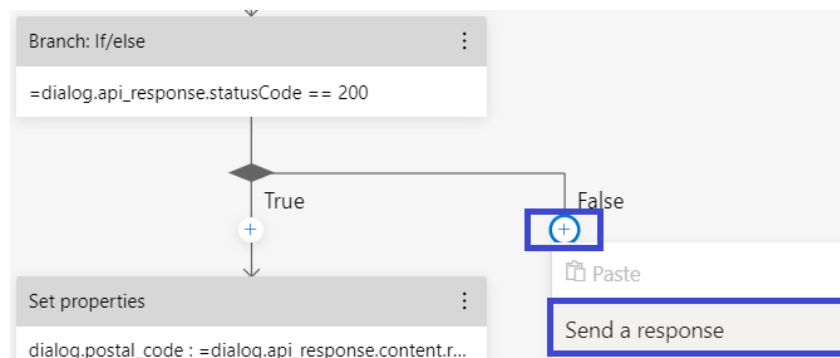 Branch: If/else
=dialog.api_response.statusCode == 200
True
False
Paste
Set properties
Send a response
dialog.postal_code : =dialog.api_response.content.r...